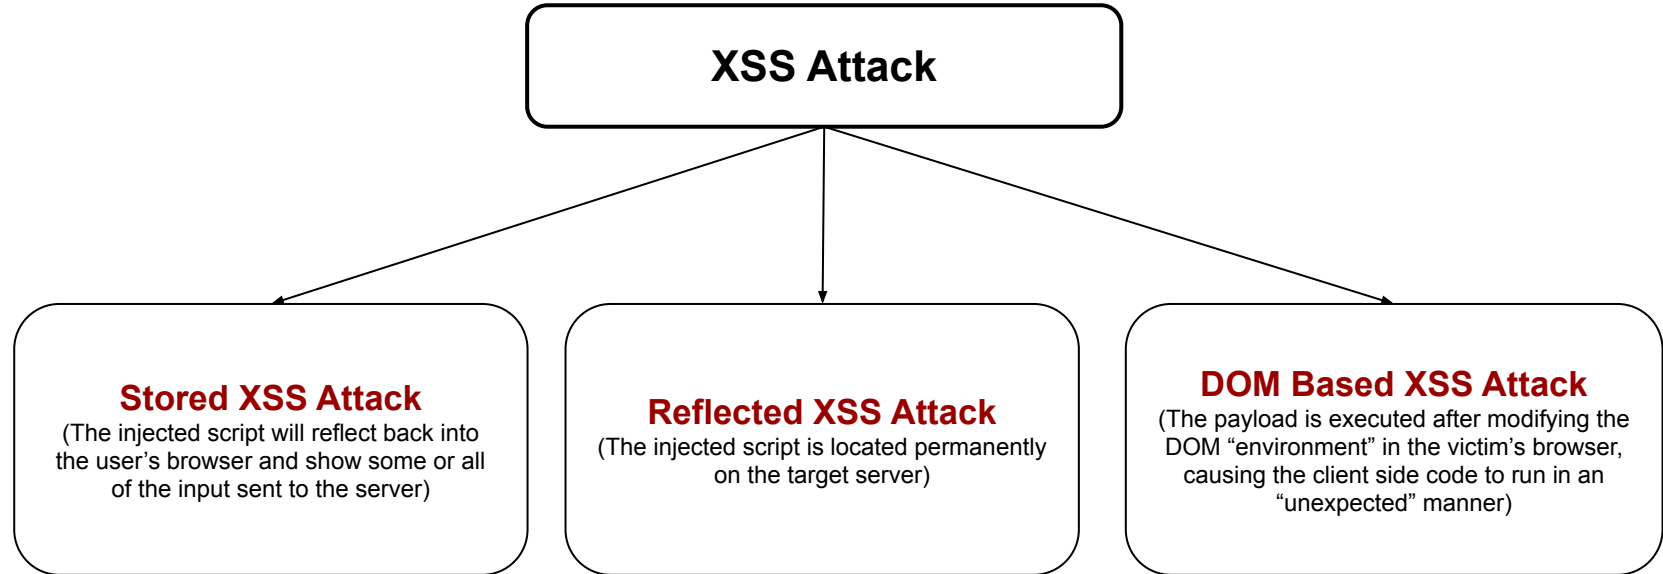 XSS Attack
Stored XSS Attack
(The injected script will reflect back into
the user’s browser and show some or all
of the input sent to the server)
Reflected XSS Attack
(The injected script is located permanently
on the target server)
DOM Based XSS Attack
(The payload is executed after modifying the
DOM “environment” in the victim’s browser,
causing the client side code to run in an
“unexpected” manner)